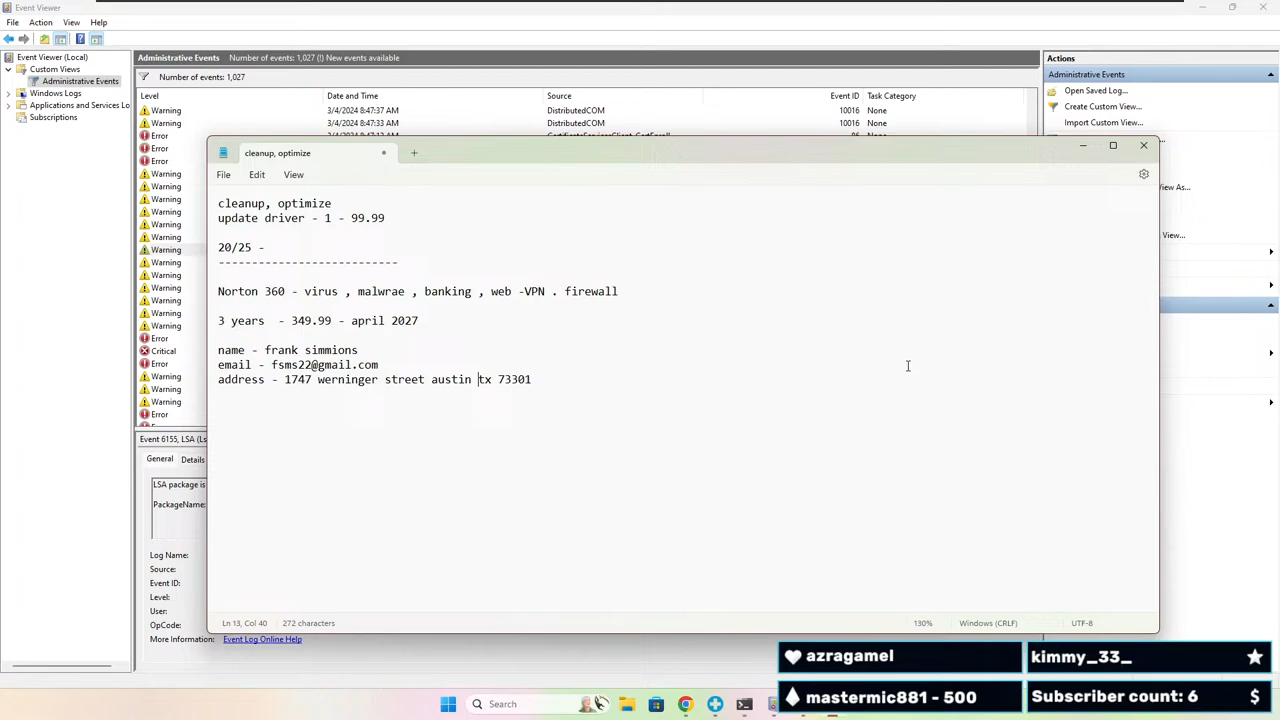 Event Viewer
File Action View Help
Event Viewer (Local)
Custom Views
Administrative Events
Windows Logs
Applications and Services Lo
Subscriptions
Administrative Events Number of events: 1,027 (!) New events available
Number of events: 1,027
Level Date and Time Source Event ID Task Category
Warning 3/4/2024 8:47:37 AM DistributedCOM 10016 None
Warning 3/4/2024 8:47:33 AM DistributedCOM 10016 None
Error
Error
Error
Warning
Warning
Warning
Warning
Warning
Warning
Warning
Warning
Warning
Warning
Warning
Warning
Warning
Error
Critical
Error
Warning
Warning
Warning
Error
Actions
Administrative Events
Open Saved Log...
Create Custom View...
Import Custom View...
s View As...
View...
cleanup, optimize
File Edit View
cleanup, optimize
update driver - 1 - 99.99
20/25 -
--------------------------
Norton 360 - virus , malwrae , banking , web -VPN . firewall
3 years  - 349.99 - april 2027
name - frank simmions
email - fsms22@gmail.com
address - 1747 werninger street austin tx 73301
Ln 13, Col 40 272 characters 130% Windows (CRLF) UTF-8
Event 6155, LSA (Ls
General Details
LSA package is
PackageName:
Log Name:
Source:
Event ID:
Level:
User:
OpCode:
More Information: Event Log Online Help
azragamel
kimmy_33_
mastermic881 - 500
Subscriber count: 6
Search